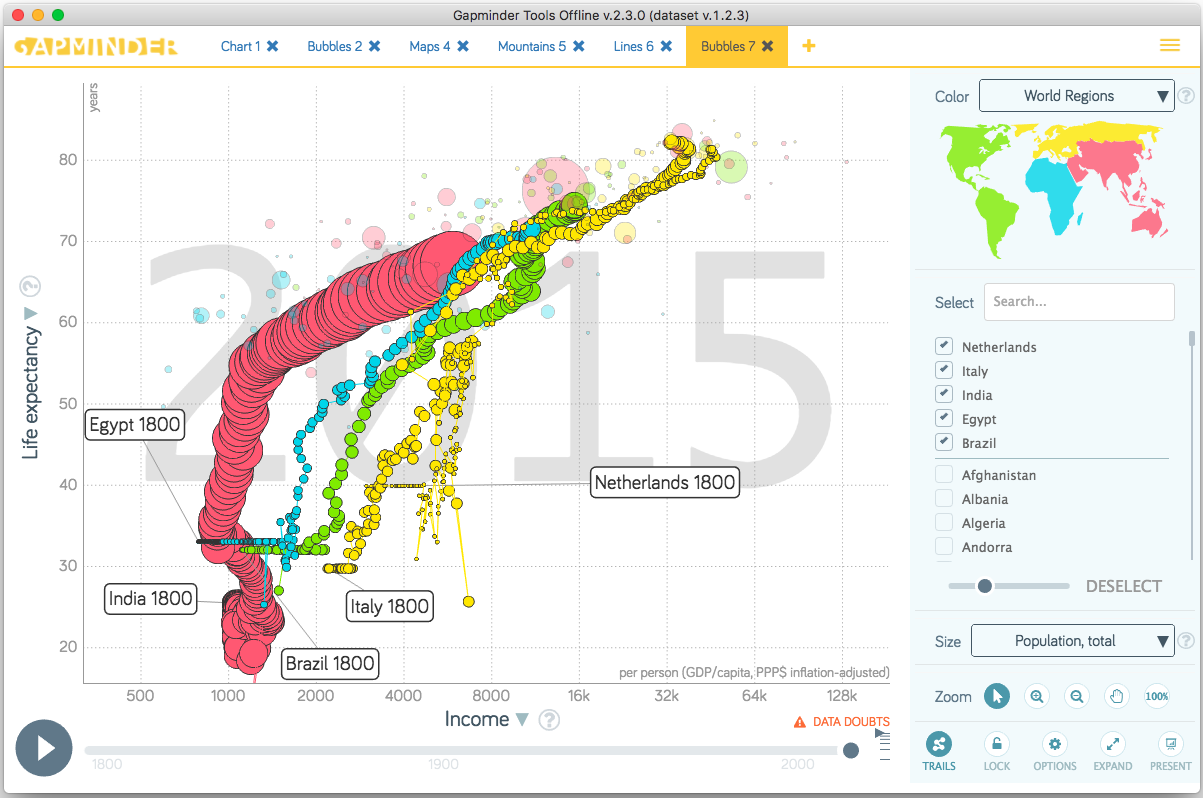 Gapminder Tools Offline v.2.3.0 (dataset v.1.2.3)
GAPMINDER
Chart 1 ✖ Bubbles 2 ✖ Maps 4 ✖ Mountains 5 ✖ Lines 6 ✖ Bubbles 7 ✖ +
years
80
70
60
50
40
30
20
Life expectancy ▼ ?
2015
Egypt 1800
Netherlands 1800
India 1800
Italy 1800
Brazil 1800
per person (GDP/capita, PPP$ inflation-adjusted)
500 1000 2000 4000 8000 16k 32k 64k 128k
Income ▼ ?
DATA DOUBTS
1800 1900 2000
Color World Regions ▼ ?
Select Search...
Netherlands
Italy
India
Egypt
Brazil
Afghanistan
Albania
Algeria
Andorra
DESELECT
Size Population, total ▼ ?
Zoom 100%
TRAILS LOCK OPTIONS EXPAND PRESENT